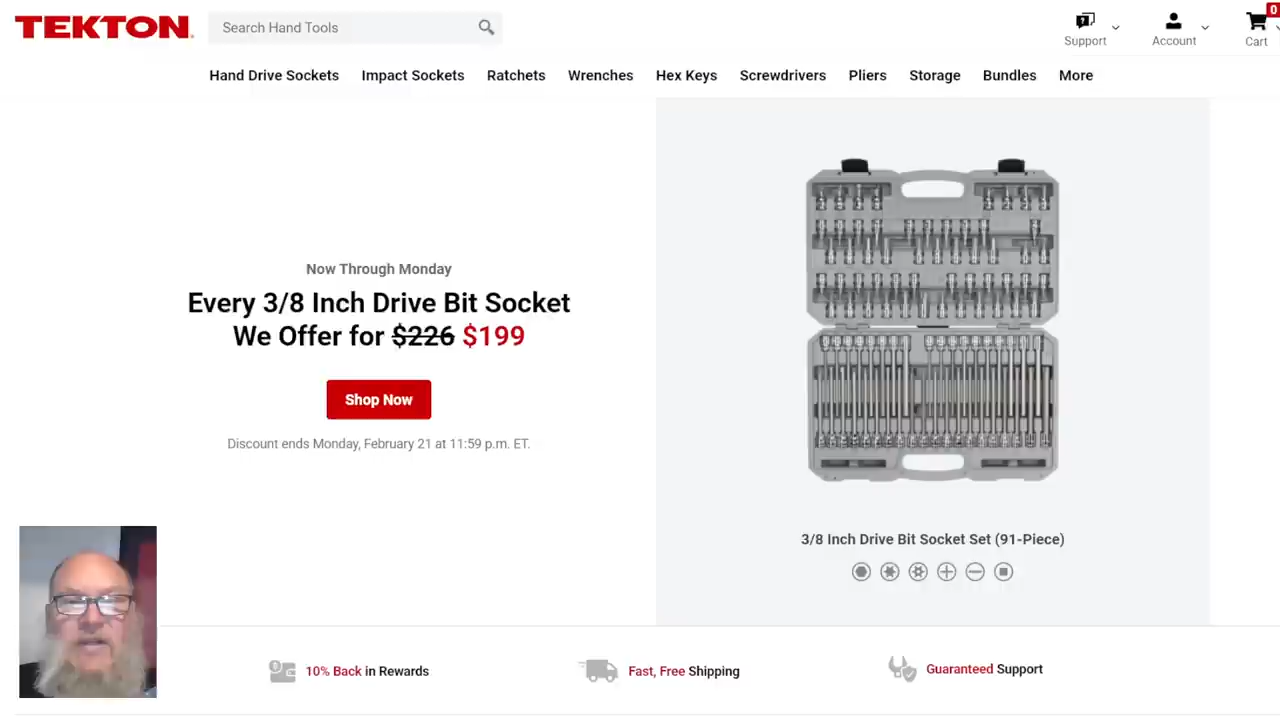 TEKTON
Search Hand Tools
Support
Account
0
Cart
Hand Drive Sockets
Impact Sockets
Ratchets
Wrenches
Hex Keys
Screwdrivers
Pliers
Storage
Bundles
More
Now Through Monday
Every 3/8 Inch Drive Bit Socket
We Offer for $226 $199
Shop Now
Discount ends Monday, February 21 at 11:59 p.m. ET.
3/8 Inch Drive Bit Socket Set (91-Piece)
10% Back in Rewards
Fast, Free Shipping
Guaranteed Support